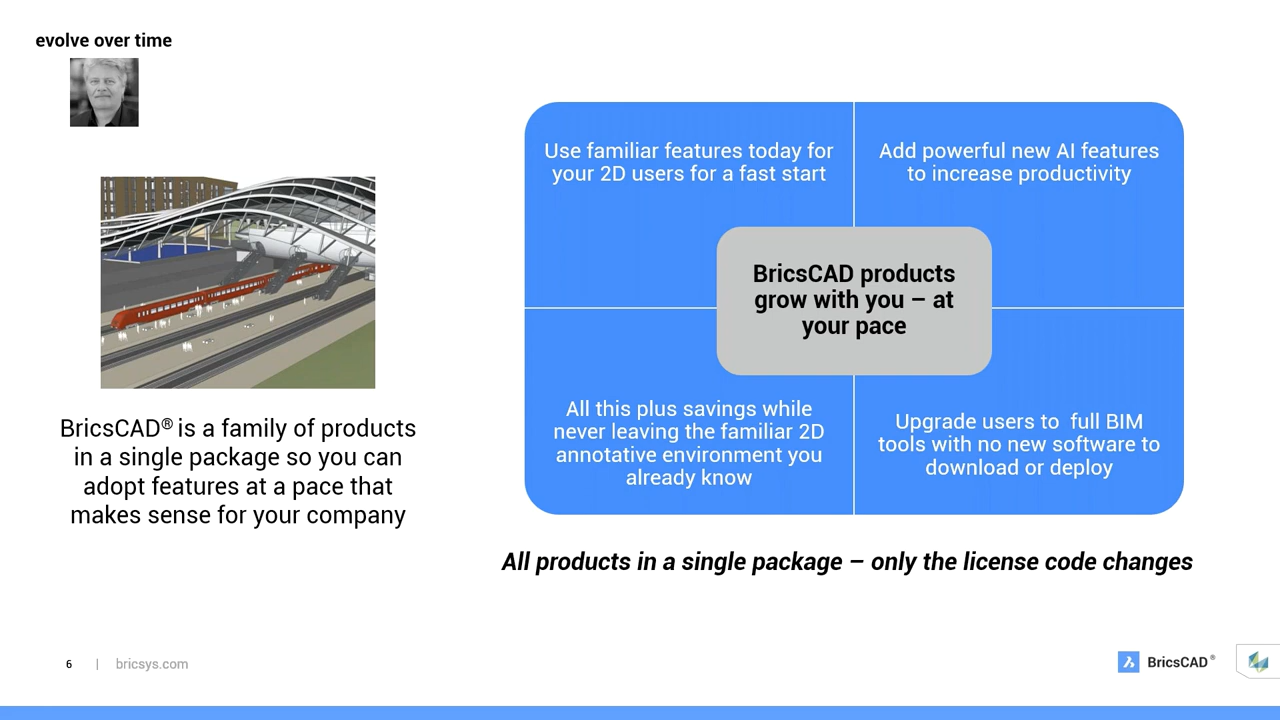 evolve over time
Use familiar features today for
your 2D users for a fast start
Add powerful new AI features
to increase productivity
BricsCAD products
grow with you – at
your pace
All this plus savings while
never leaving the familiar 2D
annotative environment you
already know
Upgrade users to  full BIM
tools with no new software to
download or deploy
BricsCAD® is a family of products
in a single package so you can
adopt features at a pace that
makes sense for your company
All products in a single package – only the license code changes
6 | bricsys.com
BricsCAD®